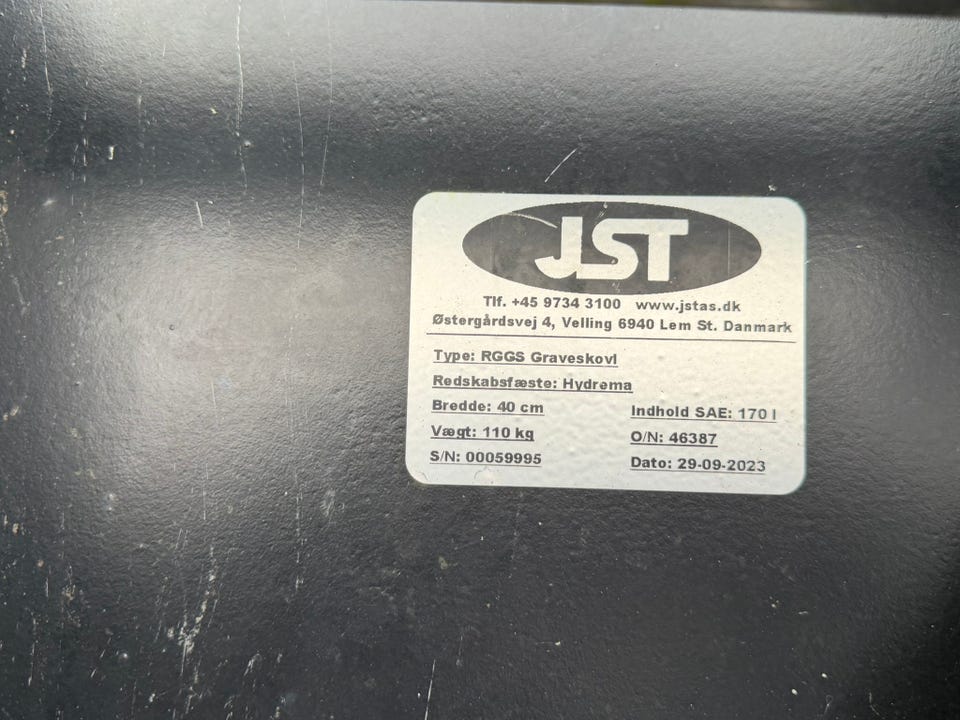 JST
Tlf. +45 9734 3100 www.jstas.dk
Østergårdsvej 4, Velling 6940 Lem St. Danmark
Type: RGGS Graveskovl
Redskabsfæste: Hydrema
Bredde: 40 cm Indhold SAE: 170 l
Vægt: 110 kg O/N: 46387
S/N: 00059995 Dato: 29-09-2023